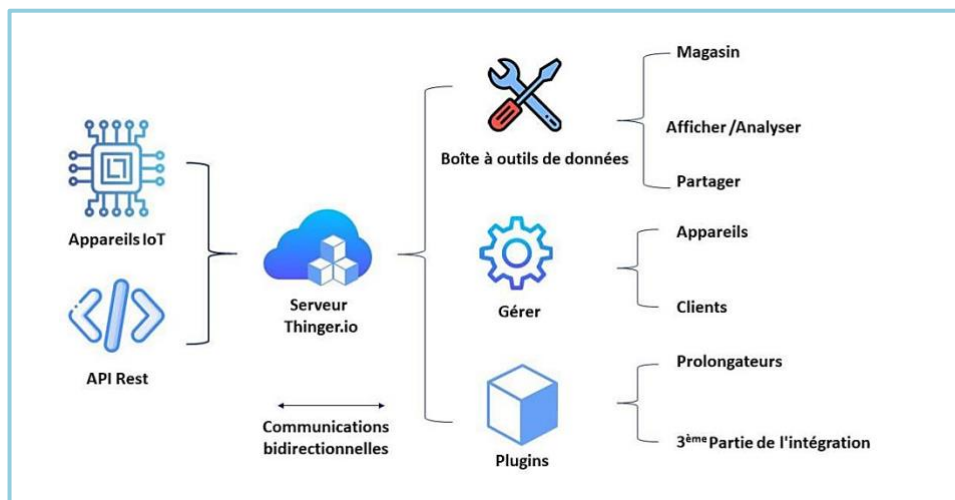 Appareils IoT
API Rest
Serveur
Thinger.io
Communications
bidirectionnelles
Boîte à outils de données
Magasin
Afficher /Analyser
Partager
Gérer
Appareils
Clients
Plugins
Prolongateurs
3ème Partie de l'intégration